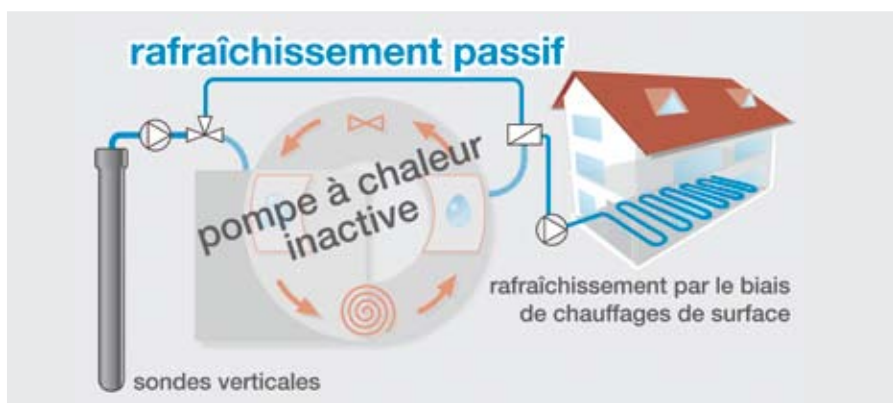 rafraîchissement passif
pompe à chaleur
inactive
rafraîchissement par le biais
de chauffages de surface
sondes verticales